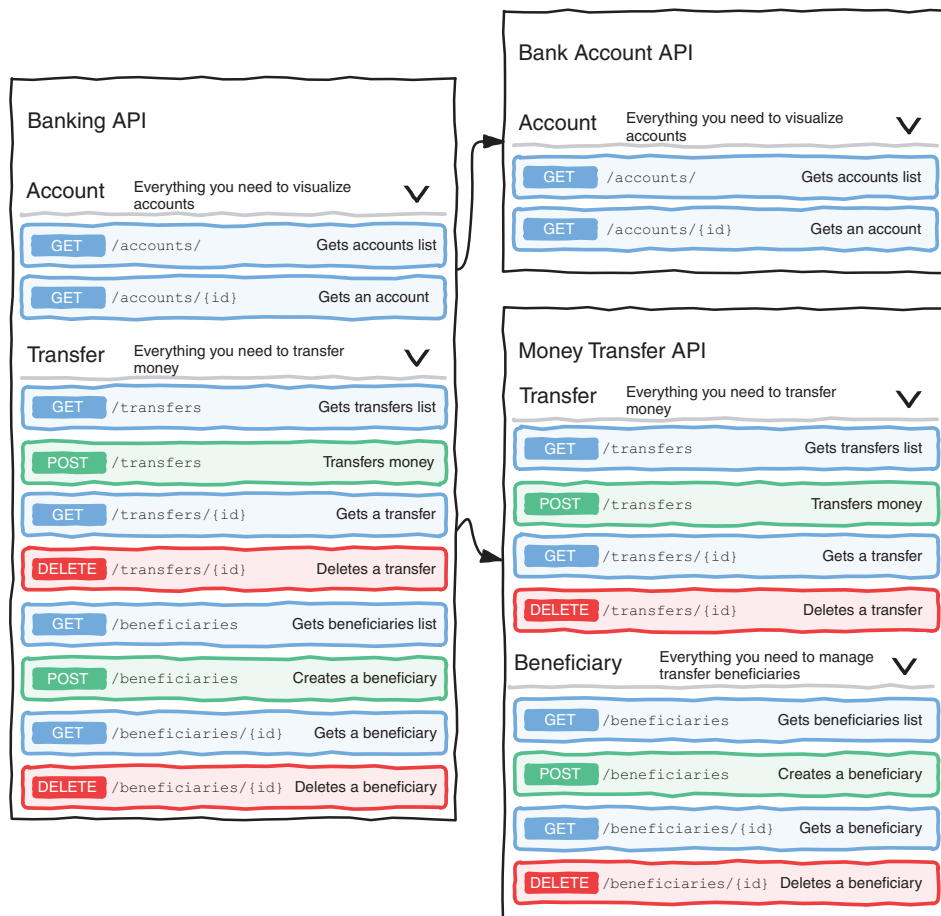 Banking API
Account Everything you need to visualize
accounts
GET /accounts/ Gets accounts list
GET /accounts/{id} Gets an account
Transfer Everything you need to transfer
money
GET /transfers Gets transfers list
POST /transfers Transfers money
GET /transfers/{id} Gets a transfer
DELETE /transfers/{id} Deletes a transfer
GET /beneficiaries Gets beneficiaries list
POST /beneficiaries Creates a beneficiary
GET /beneficiaries/{id} Gets a beneficiary
DELETE /beneficiaries/{id} Deletes a beneficiary
Bank Account API
Account Everything you need to visualize
accounts
GET /accounts/ Gets accounts list
GET /accounts/{id} Gets an account
Money Transfer API
Transfer Everything you need to transfer
money
GET /transfers Gets transfers list
POST /transfers Transfers money
GET /transfers/{id} Gets a transfer
DELETE /transfers/{id} Deletes a transfer
Beneficiary Everything you need to manage
transfer beneficiaries
GET /beneficiaries Gets beneficiaries list
POST /beneficiaries Creates a beneficiary
GET /beneficiaries/{id} Gets a beneficiary
DELETE /beneficiaries/{id} Deletes a beneficiary